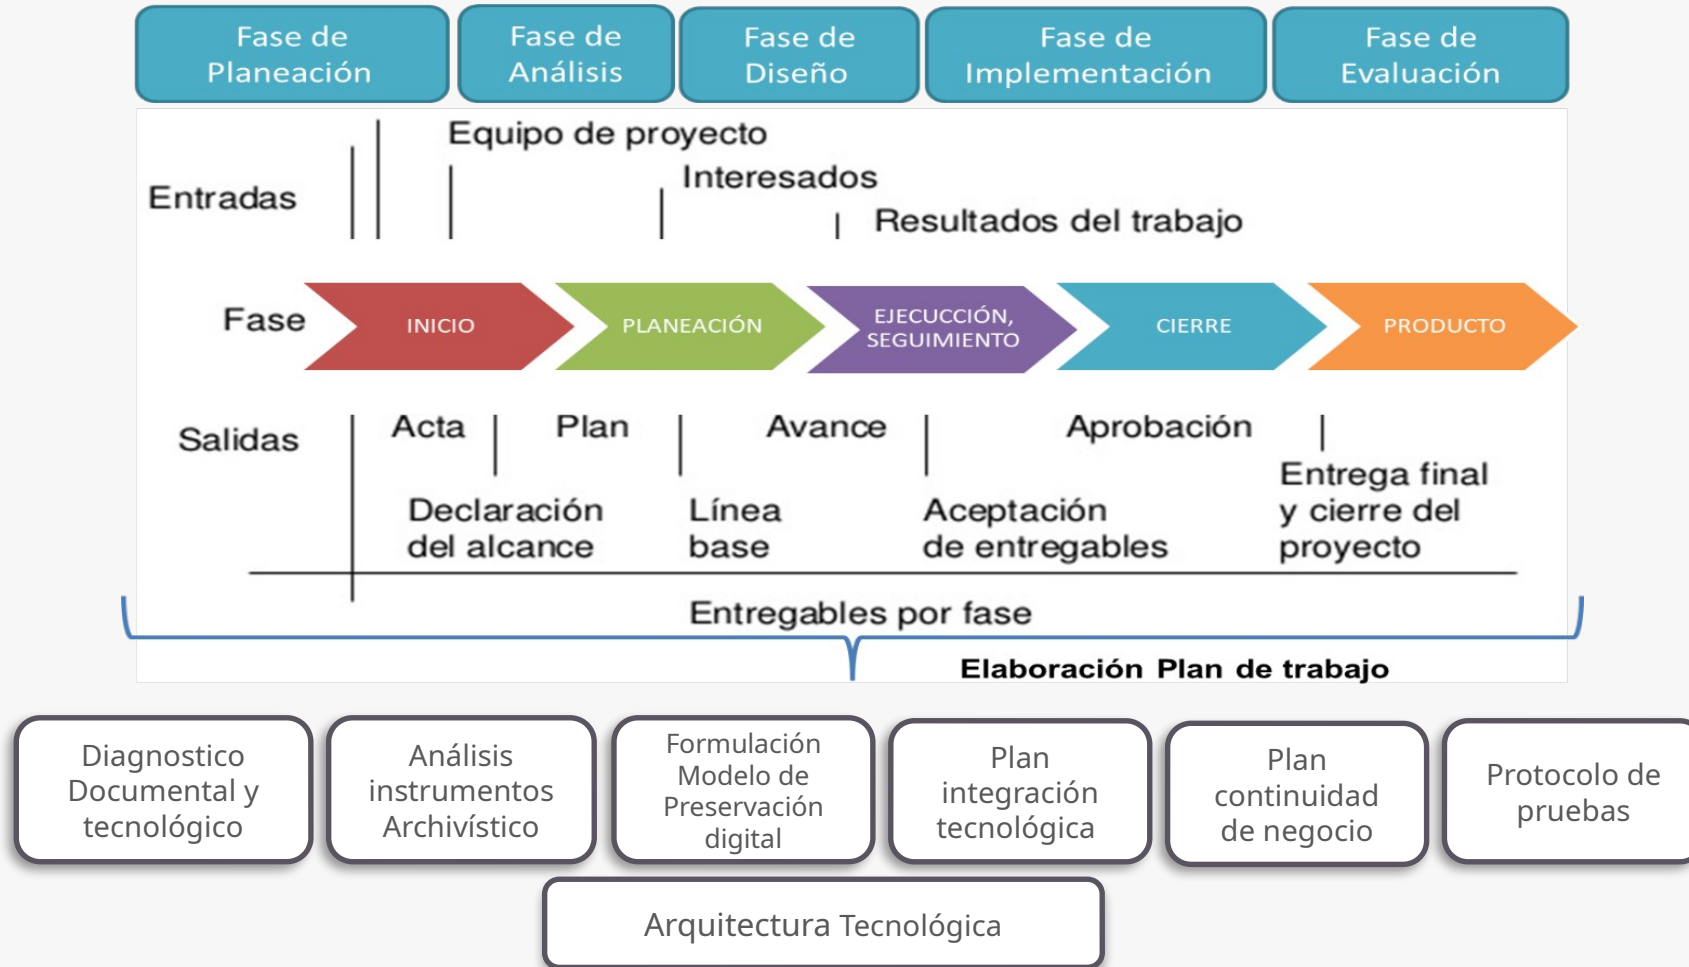 Fase de
Planeación
Fase de
Análisis
Fase de
Diseño
Fase de
Implementación
Fase de
Evaluación
Equipo de proyecto
Interesados
Entradas
Resultados del trabajo
Fase
INICIO
PLANEACIÓN
EJECUCCIÓN,
SEGUIMIENTO
CIERRE
PRODUCTO
Salidas
Acta
Plan
Avance
Aprobación
Declaración
del alcance
Línea
base
Aceptación
de entregables
Entrega final
y cierre del
proyecto
Entregables por fase
Elaboración Plan de trabajo
Diagnostico
Documental y
tecnológico
Análisis
instrumentos
Archivístico
Formulación
Modelo de
Preservación
digital
Plan
integración
tecnológica
Plan
continuidad
de negocio
Protocolo de
pruebas
Arquitectura Tecnológica